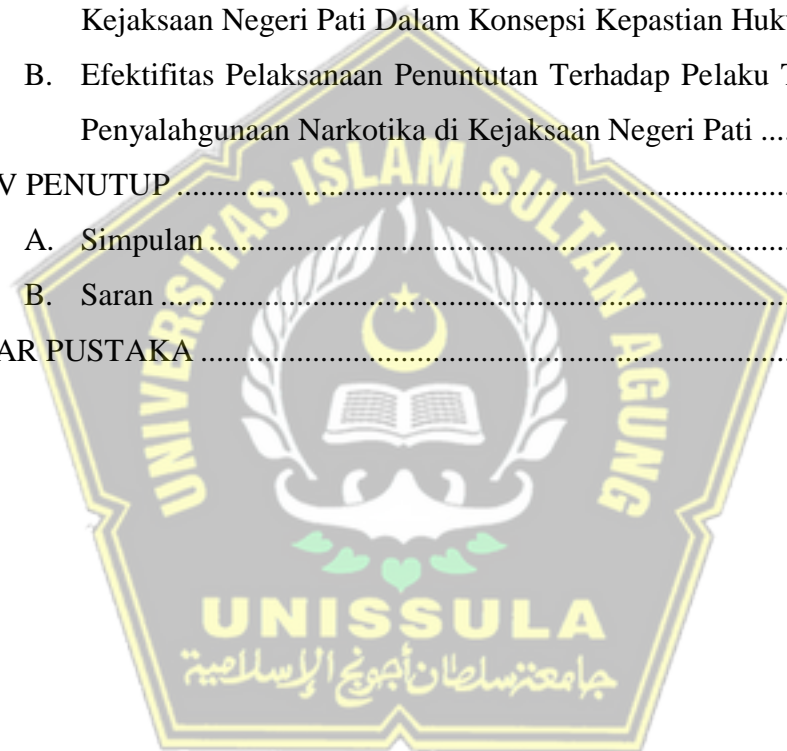 Kejaksaan Negeri Pati Dalam Konsepsi Kepastian Huk
B. Efektifitas Pelaksanaan Penuntutan Terhadap Pelaku
Penyalahgunaan Narkotika di Kejaksaan Negeri Pati ....
V PENUTUP ................................................................................
A. Simpulan ................................................................................
B. Saran ................................................................................
AR PUSTAKA ................................................................................
UNIVERSITAS ISLAM SULTAN AGUNG
UNISSULA
جامعة سلطان أجونج الإسلامية